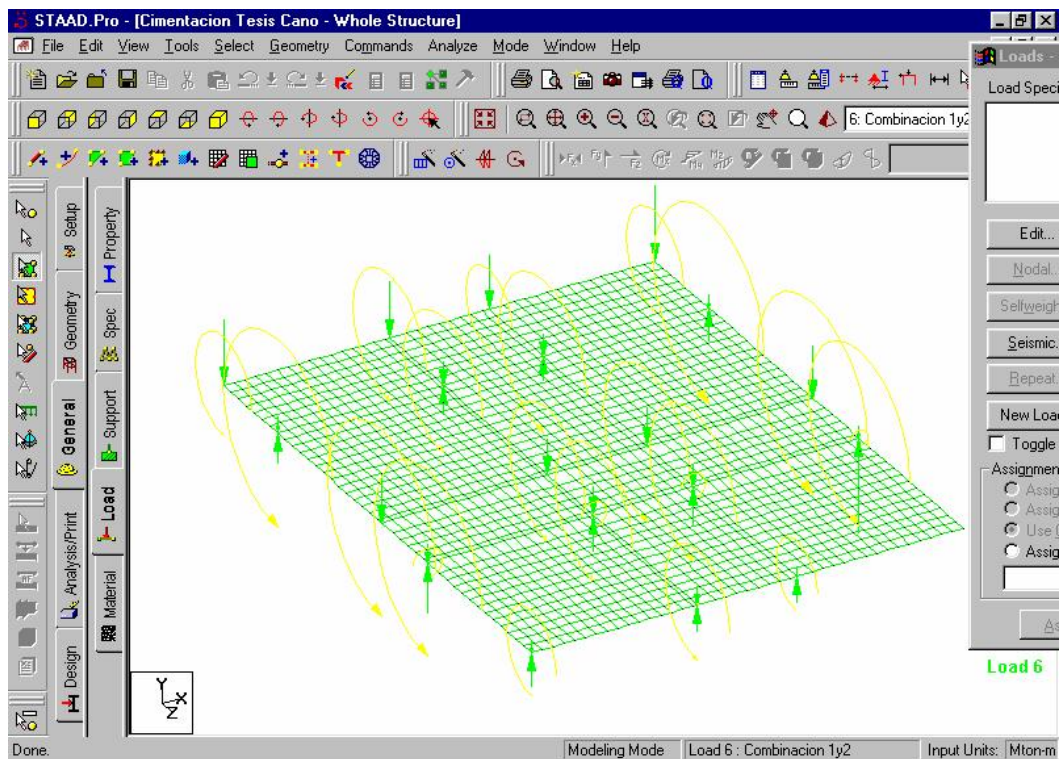 STAAD.Pro - [Cimentacion Tesis Cano - Whole Structure]
File Edit View Tools Select Geometry Commands Analyze Mode Window Help
Loads -
Load Speci
6: Combinacion 1y2
Setup
Geometry
General
Analysis/Print
Design
Property
Spec
Support
Load
Material
Edit...
Nodal..
Selfweigh
Seismic.
Repeat.
New Load
Toggle
Assignmen
Assig
Assig
Use
Assig
As
Load 6
Y
X
Z
Done.
Modeling Mode
Load 6 : Combinacion 1y2
Input Units:
Mton-m